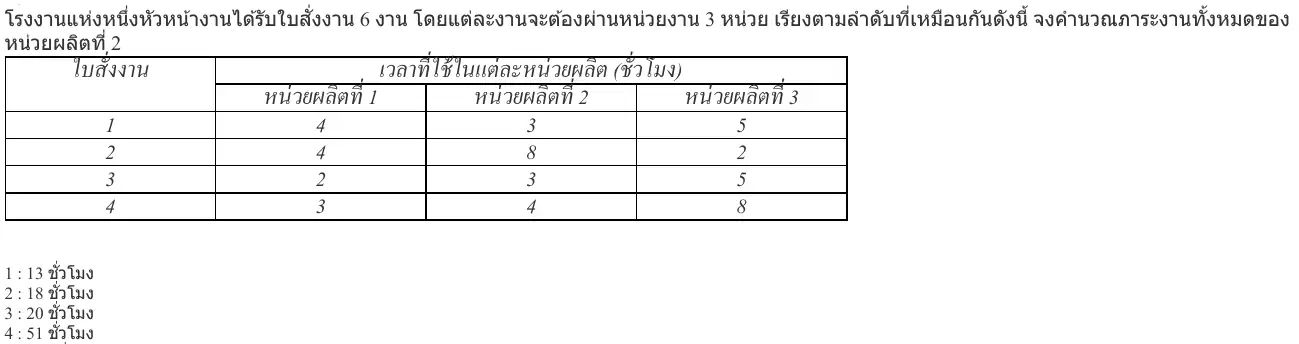 โรงงานแห่งหนึ่งหัวหน้างานได้รับใบสั่งงาน 6 งาน โดยแต่ละงานจะต้องผ่านหน่วยงาน 3 หน่วย เรียงตามลำดับที่เหมือนกันดังนี้ จงคำนวณภาระงานทั้งหมดของ
หน่วยผลิตที่ 2
ใบสั่งงาน เวลาที่ใช้ในแต่ละหน่วยผลิต (ชั่วโมง)
หน่วยผลิตที่ 1 หน่วยผลิตที่ 2 หน่วยผลิตที่ 3
1 4 3 5
2 4 8 2
3 2 3 5
4 3 4 8
1 : 13 ชั่วโมง
2 : 18 ชั่วโมง
3 : 20 ชั่วโมง
4 : 51 ชั่วโมง